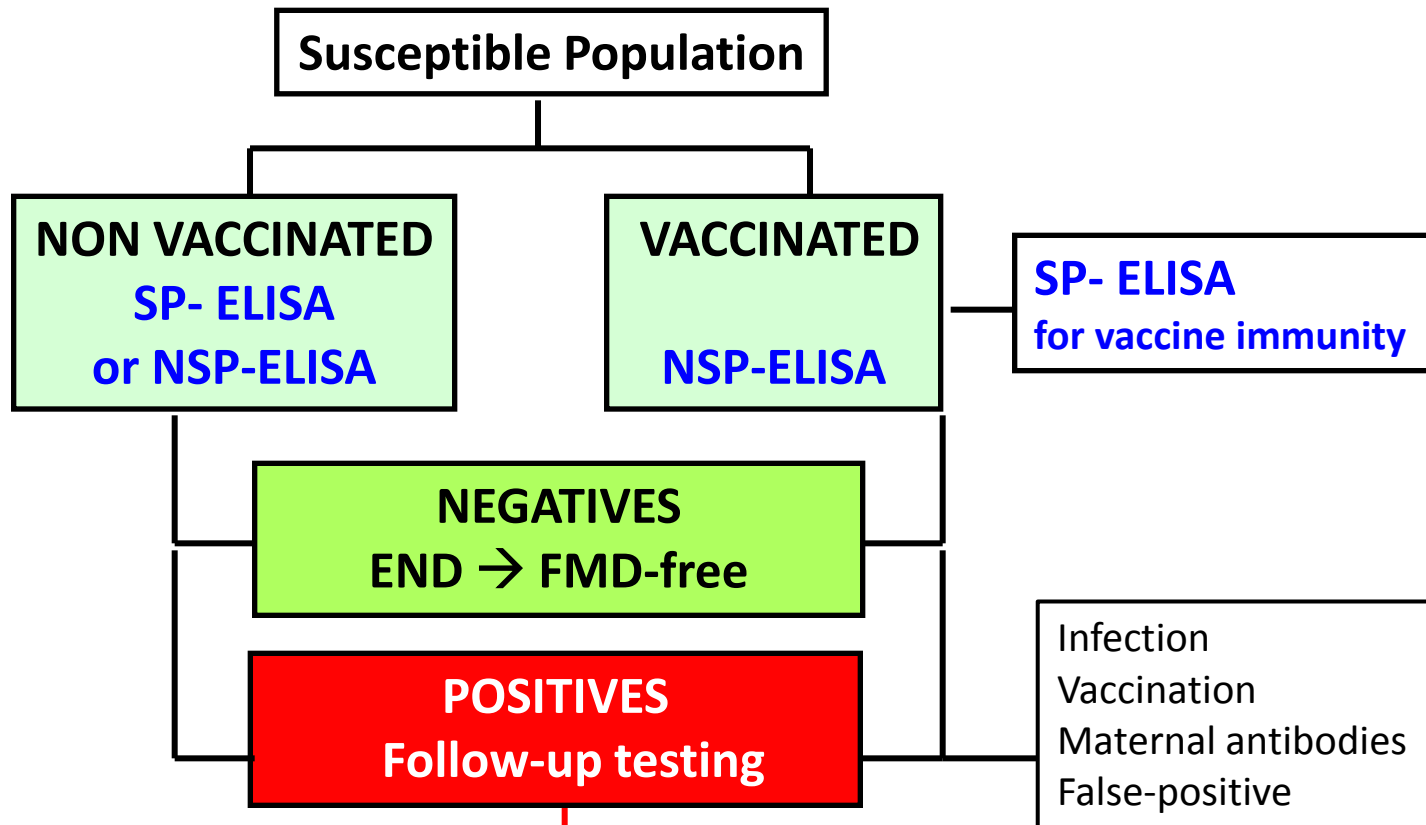 Susceptible Population
NON VACCINATED
SP- ELISA
or NSP-ELISA
VACCINATED
NSP-ELISA
SP- ELISA
for vaccine immunity
NEGATIVES
END → FMD-free
POSITIVES
Follow-up testing
Infection
Vaccination
Maternal antibodies
False-positive